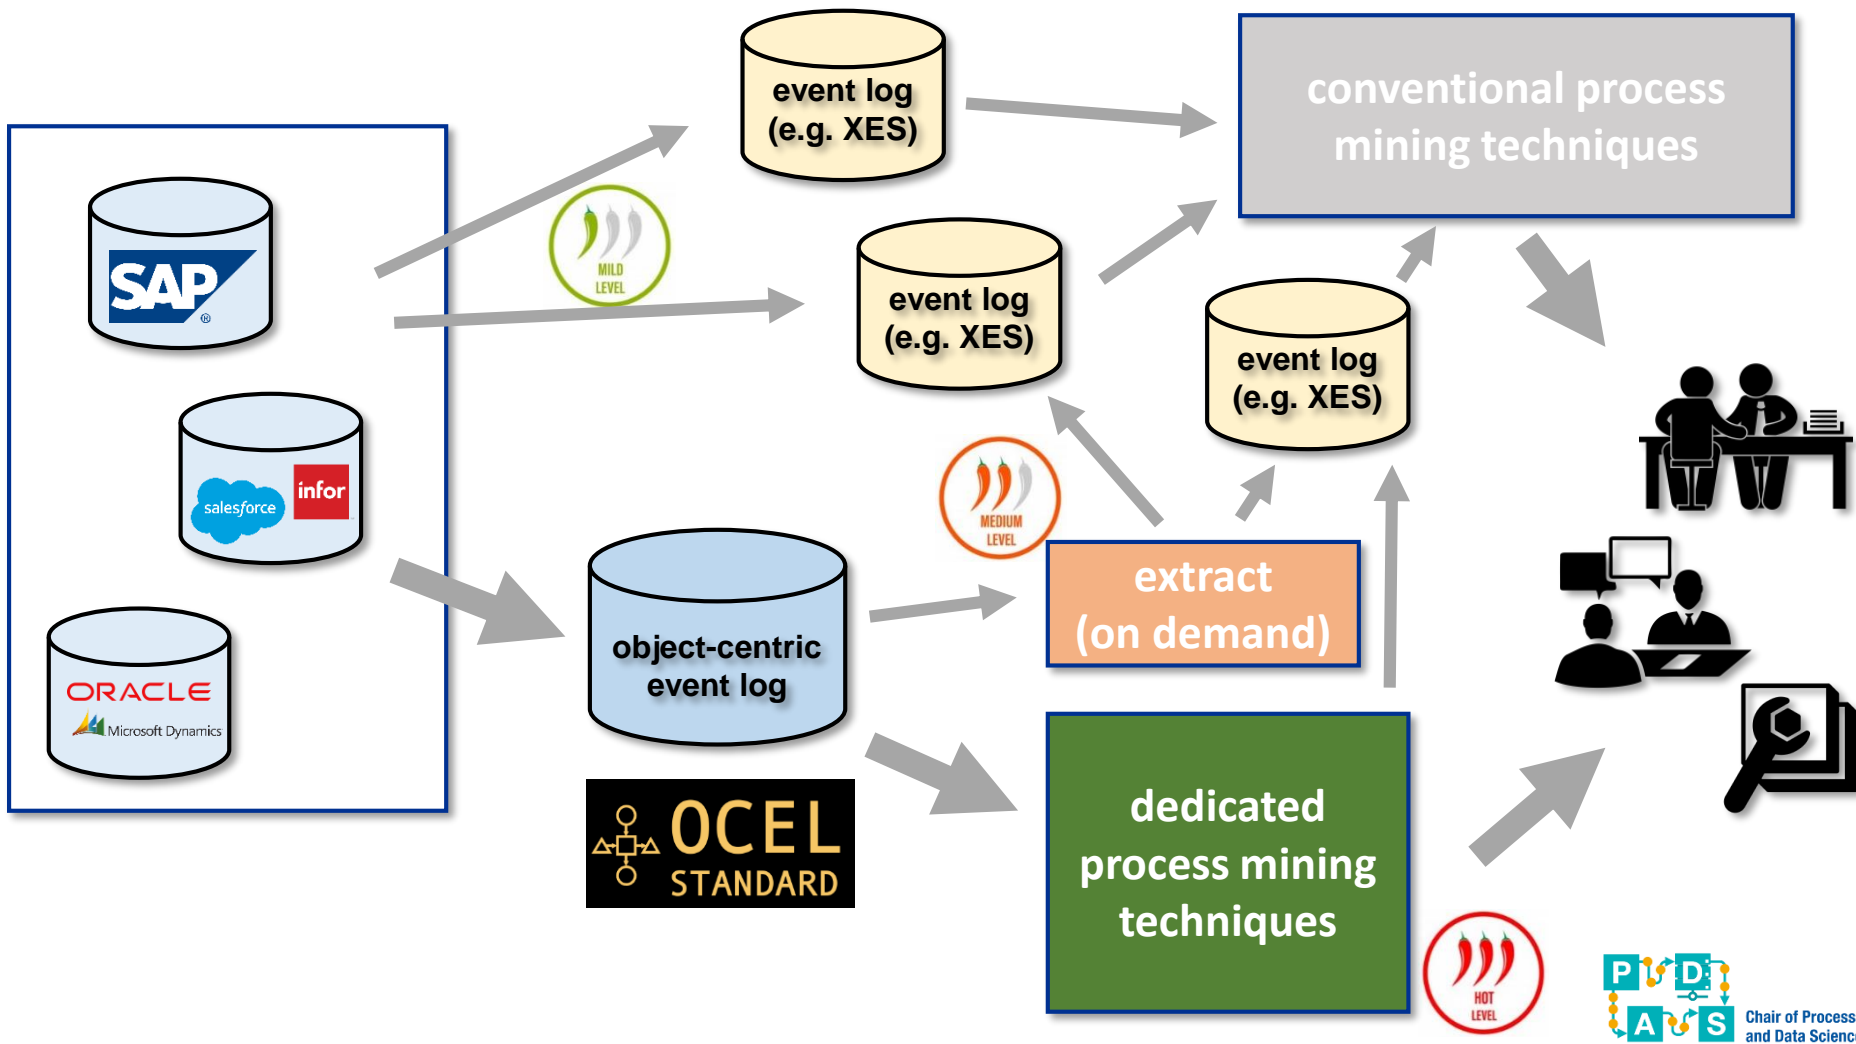 event log
(e.g. XES)
conventional process
mining techniques
SAP
®
MILD
LEVEL
event log
(e.g. XES)
event log
(e.g. XES)
salesforce
infor
MEDIUM
LEVEL
extract
(on demand)
object-centric
event log
ORACLE
Microsoft Dynamics
OCEL
STANDARD
dedicated
process mining
techniques
HOT
LEVEL
P D
A S
Chair of Process
and Data Science